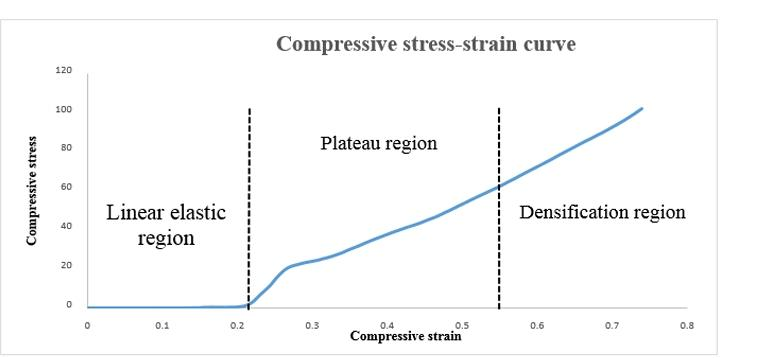 Compressive stress-strain curve
120
100
80
60
40
20
0
Compressive stress
Linear elastic
region
Plateau region
Densification region
0 0.1 0.2 0.3 0.4 0.5 0.6 0.7 0.8
Compressive strain